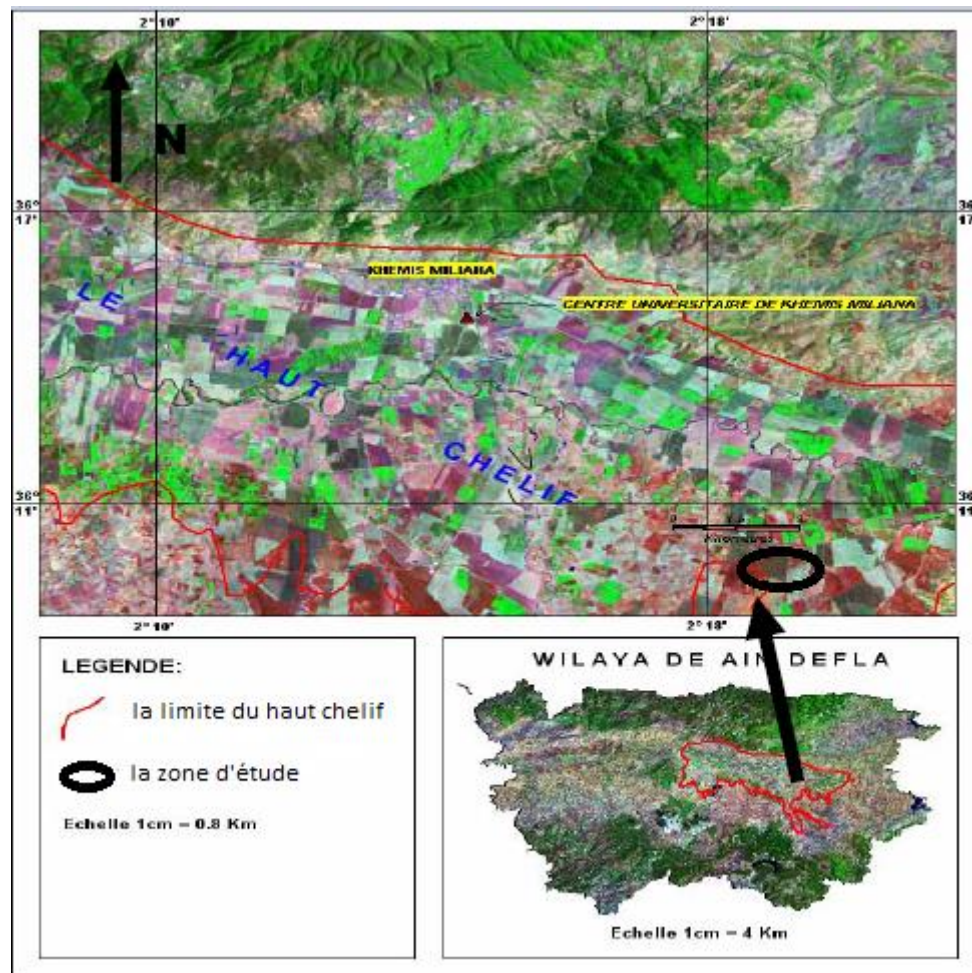 2° 10' 2° 18'
N
36° 36°
17' 17'
KHEMIS MILIANA
CENTRE UNIVERSITAIRE DE KHEMIS MILIANA
LE HAUT CHELIF
36° 36°
11' 11'
Kilomètres
2° 10' 2° 18'
LEGENDE:
la limite du haut chelif
la zone d'étude
Echelle 1cm = 0.8 Km
WILAYA DE AIN DEFLA
Echelle 1cm = 4 Km